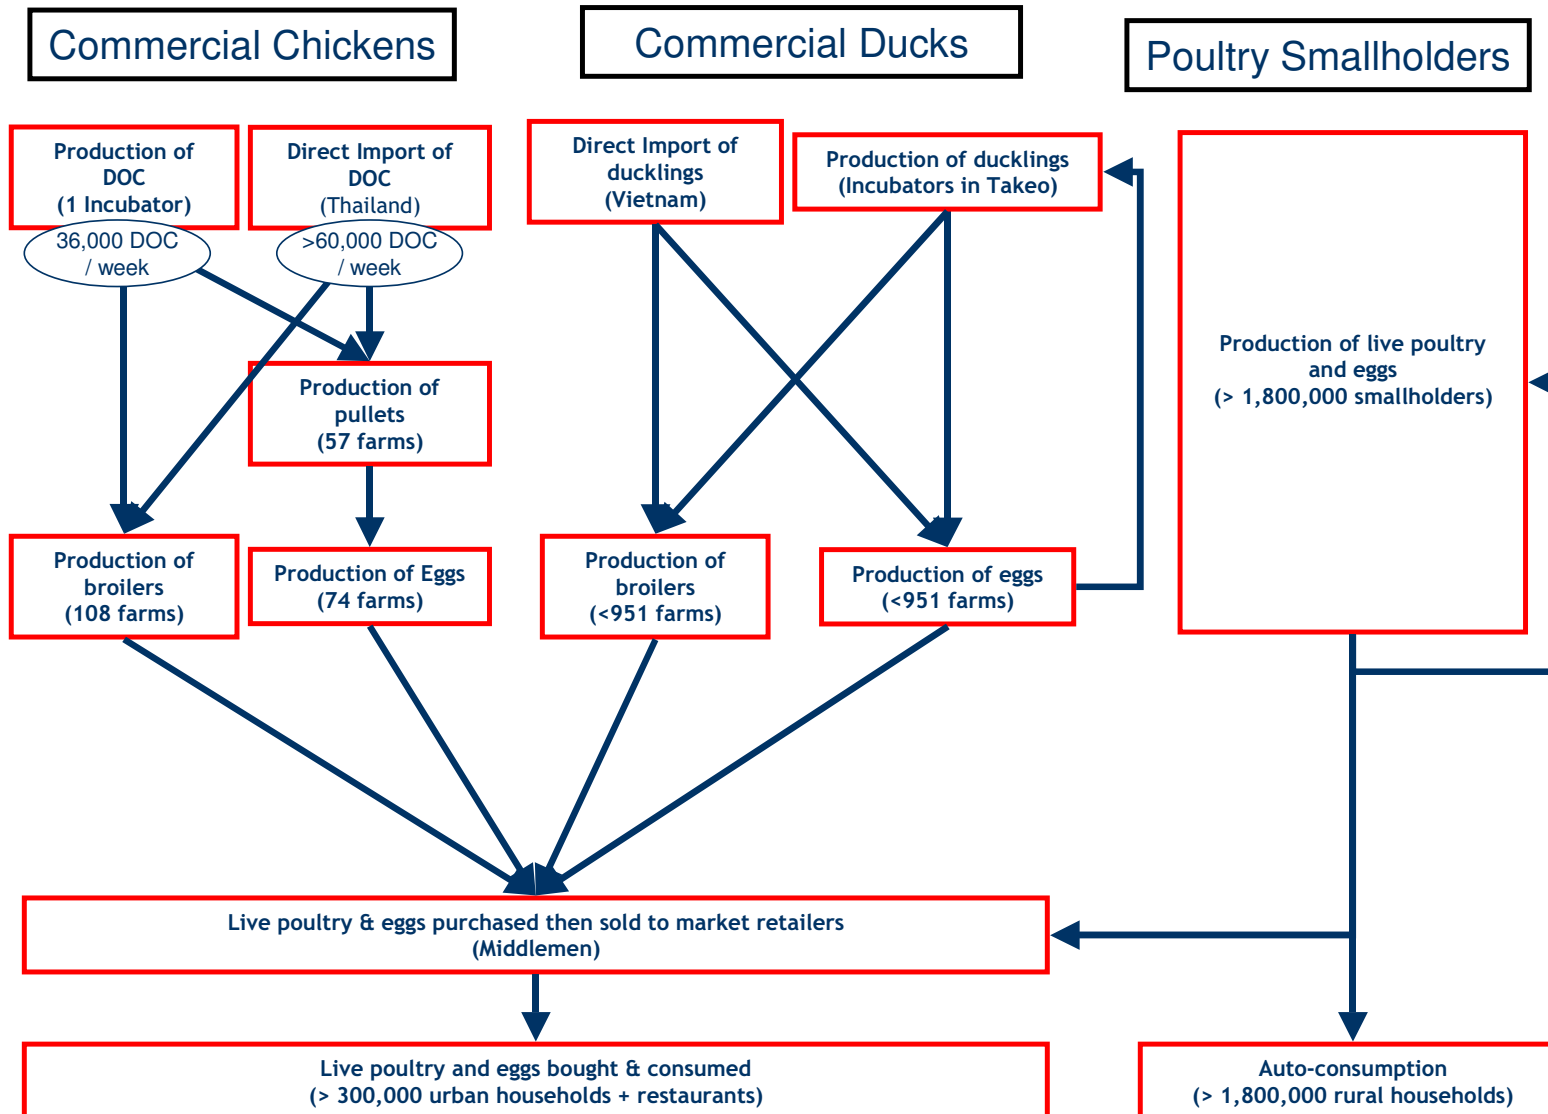 Commercial Chickens
Commercial Ducks
Poultry Smallholders
Production of
DOC
(1 Incubator)
36,000 DOC
/ week
Direct Import of
DOC
(Thailand)
>60,000 DOC
/ week
Direct Import of
ducklings
(Vietnam)
Production of ducklings
(Incubators in Takeo)
Production of live poultry
and eggs
(> 1,800,000 smallholders)
Production of
pullets
(57 farms)
Production of
broilers
(108 farms)
Production of Eggs
(74 farms)
Production of
broilers
(<951 farms)
Production of eggs
(<951 farms)
Live poultry & eggs purchased then sold to market retailers
(Middlemen)
Live poultry and eggs bought & consumed
(> 300,000 urban households + restaurants)
Auto-consumption
(> 1,800,000 rural households)